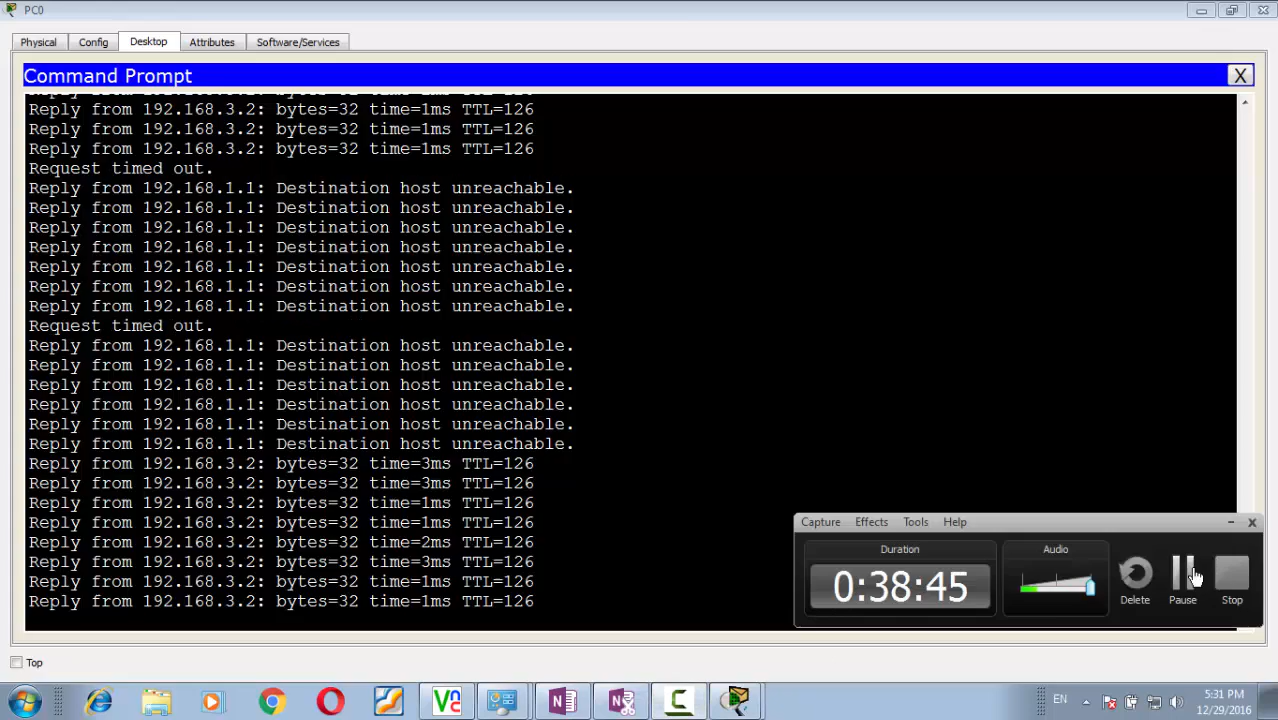 PC0
Physical Config Desktop Attributes Software/Services
Command Prompt X
Reply from 192.168.3.2: bytes=32 time=1ms TTL=126
Reply from 192.168.3.2: bytes=32 time=1ms TTL=126
Reply from 192.168.3.2: bytes=32 time=1ms TTL=126
Request timed out.
Reply from 192.168.1.1: Destination host unreachable.
Reply from 192.168.1.1: Destination host unreachable.
Reply from 192.168.1.1: Destination host unreachable.
Reply from 192.168.1.1: Destination host unreachable.
Reply from 192.168.1.1: Destination host unreachable.
Reply from 192.168.1.1: Destination host unreachable.
Reply from 192.168.1.1: Destination host unreachable.
Request timed out.
Reply from 192.168.1.1: Destination host unreachable.
Reply from 192.168.1.1: Destination host unreachable.
Reply from 192.168.1.1: Destination host unreachable.
Reply from 192.168.1.1: Destination host unreachable.
Reply from 192.168.1.1: Destination host unreachable.
Reply from 192.168.1.1: Destination host unreachable.
Reply from 192.168.3.2: bytes=32 time=3ms TTL=126
Reply from 192.168.3.2: bytes=32 time=3ms TTL=126
Reply from 192.168.3.2: bytes=32 time=1ms TTL=126
Reply from 192.168.3.2: bytes=32 time=1ms TTL=126
Reply from 192.168.3.2: bytes=32 time=2ms TTL=126
Reply from 192.168.3.2: bytes=32 time=3ms TTL=126
Reply from 192.168.3.2: bytes=32 time=1ms TTL=126
Reply from 192.168.3.2: bytes=32 time=1ms TTL=126
Capture Effects Tools Help
Duration Audio
0:38:45
Delete Pause Stop
Top
EN 5:31 PM
12/29/2016